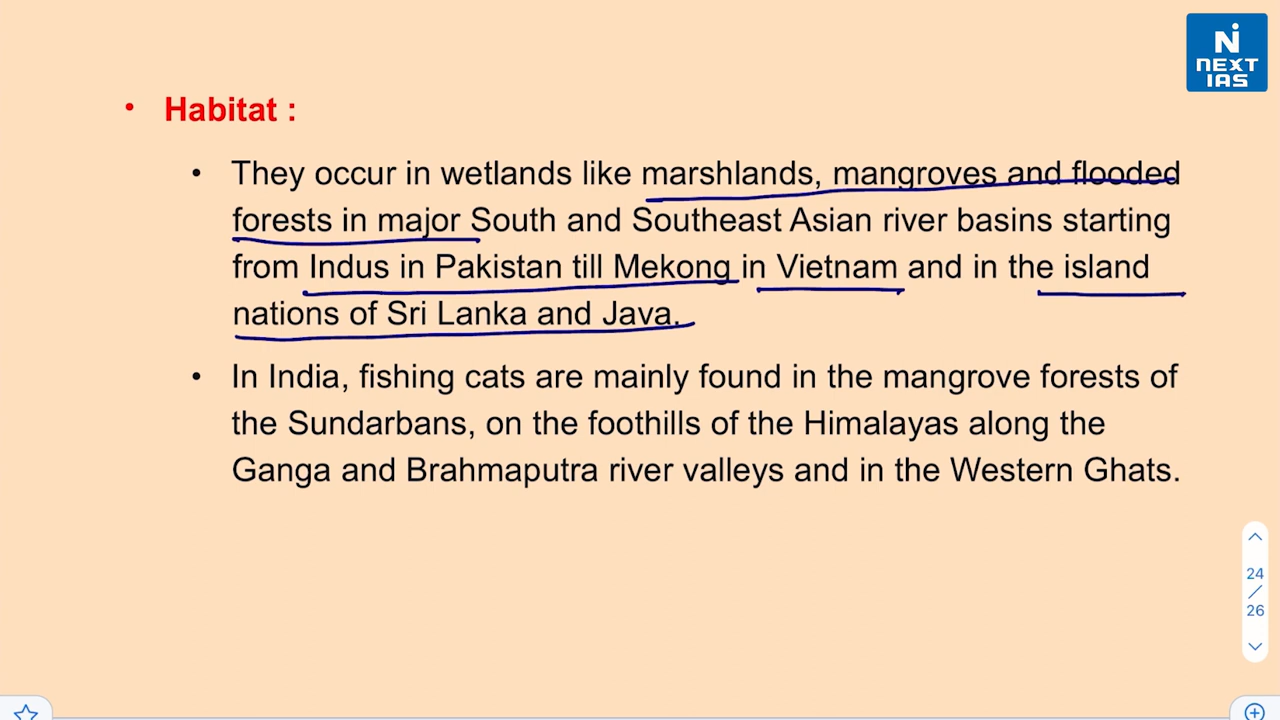 NEXT
IAS
• Habitat :
• They occur in wetlands like marshlands, mangroves and flooded
forests in major South and Southeast Asian river basins starting
from Indus in Pakistan till Mekong in Vietnam and in the island
nations of Sri Lanka and Java.
• In India, fishing cats are mainly found in the mangrove forests of
the Sundarbans, on the foothills of the Himalayas along the
Ganga and Brahmaputra river valleys and in the Western Ghats.
24
/
26